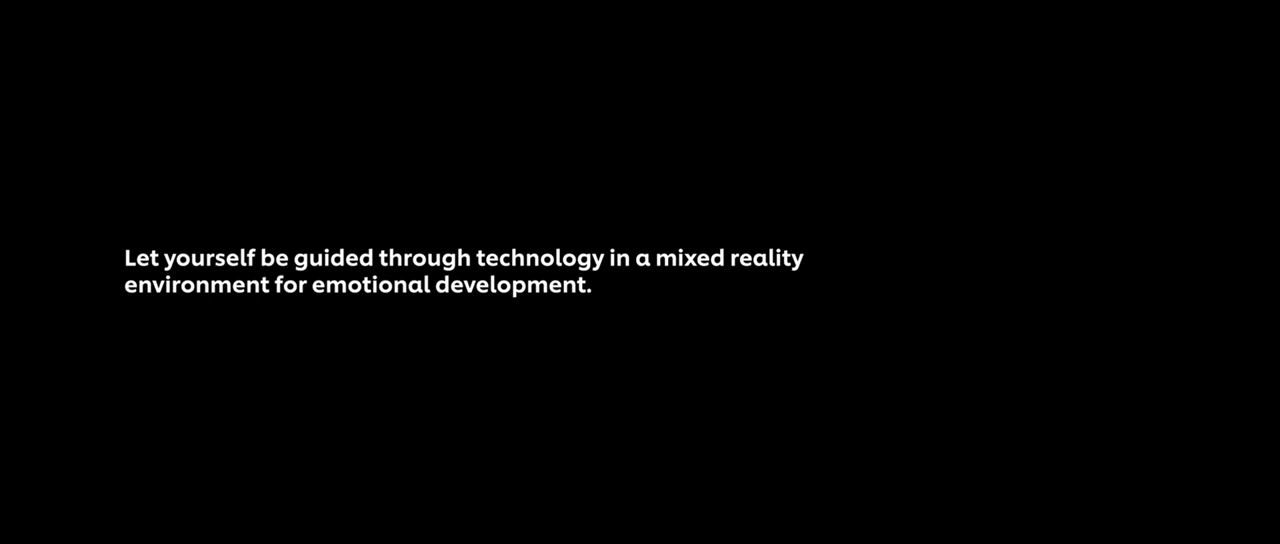 Let yourself be guided through technology in a mixed reality
environment for emotional development.